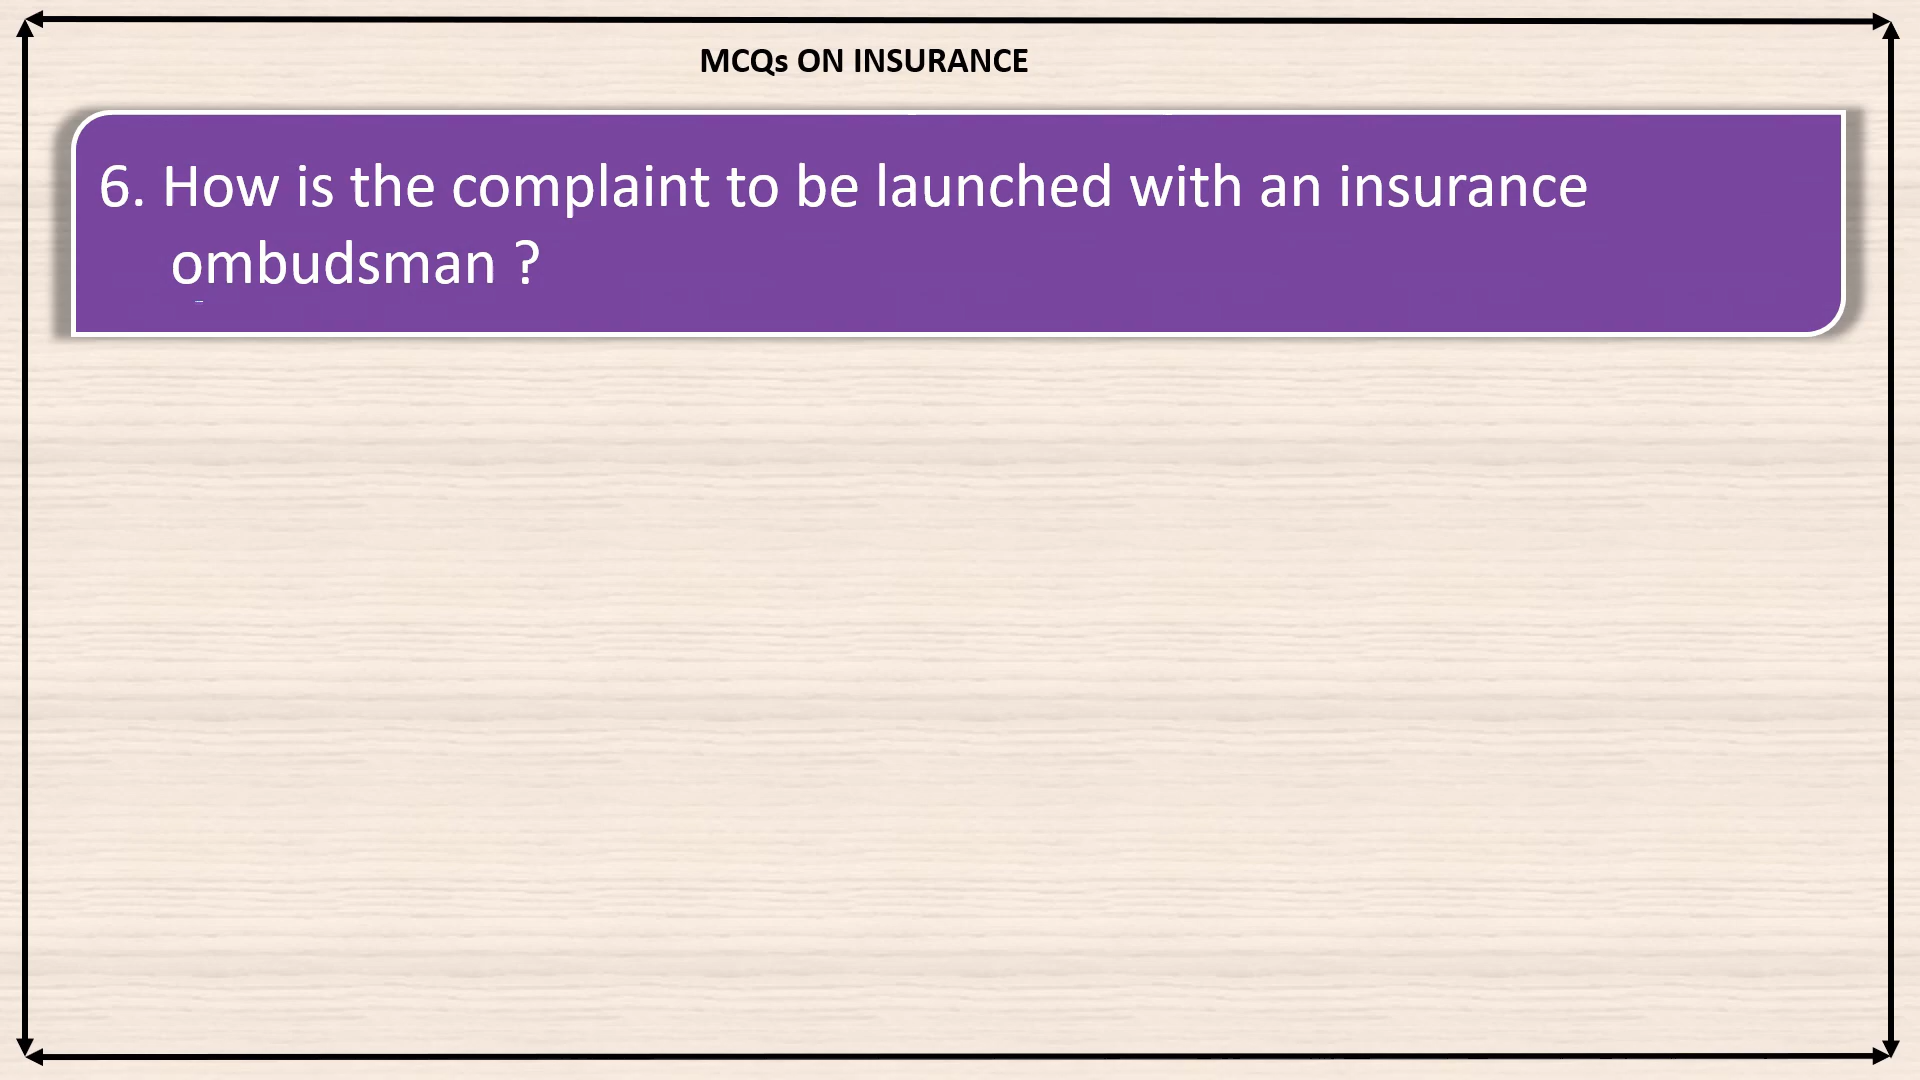 MCQs ON INSURANCE
6. How is the complaint to be launched with an insurance
ombudsman ?